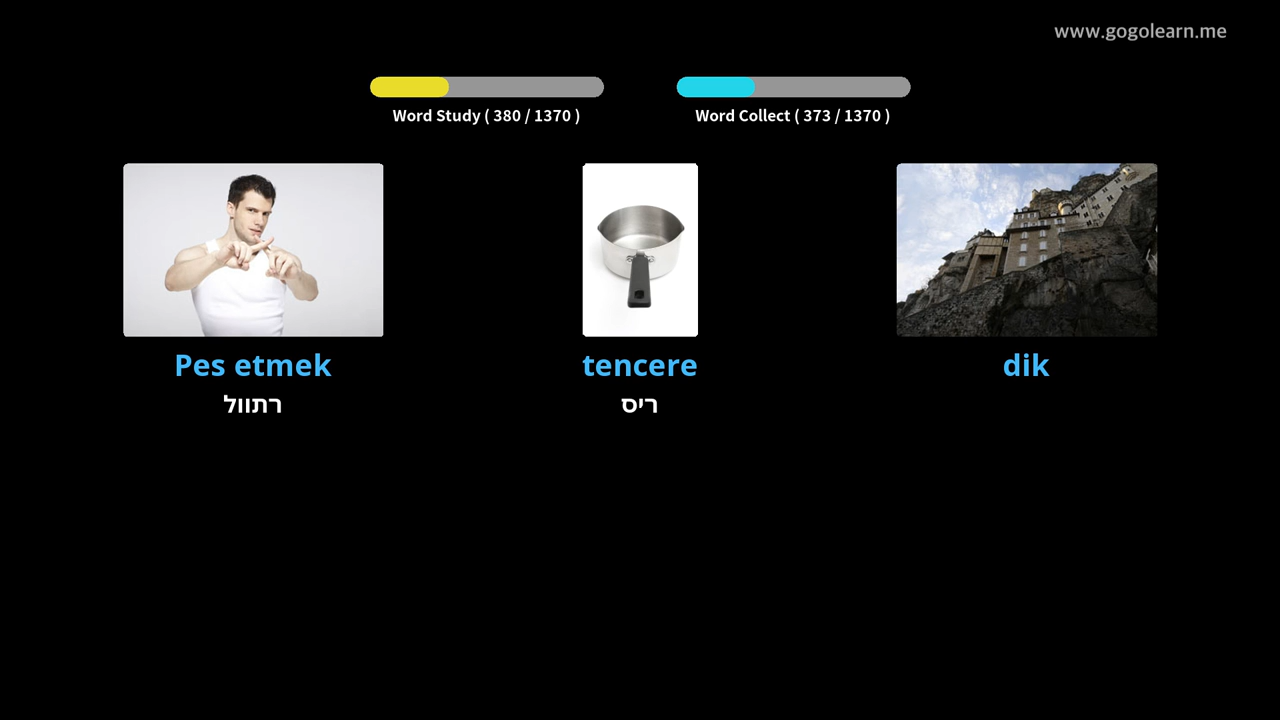 www.gogolearn.me
Word Study ( 380 / 1370 )
Word Collect ( 373 / 1370 )
Pes etmek
רתוול
tencere
ריס
dik